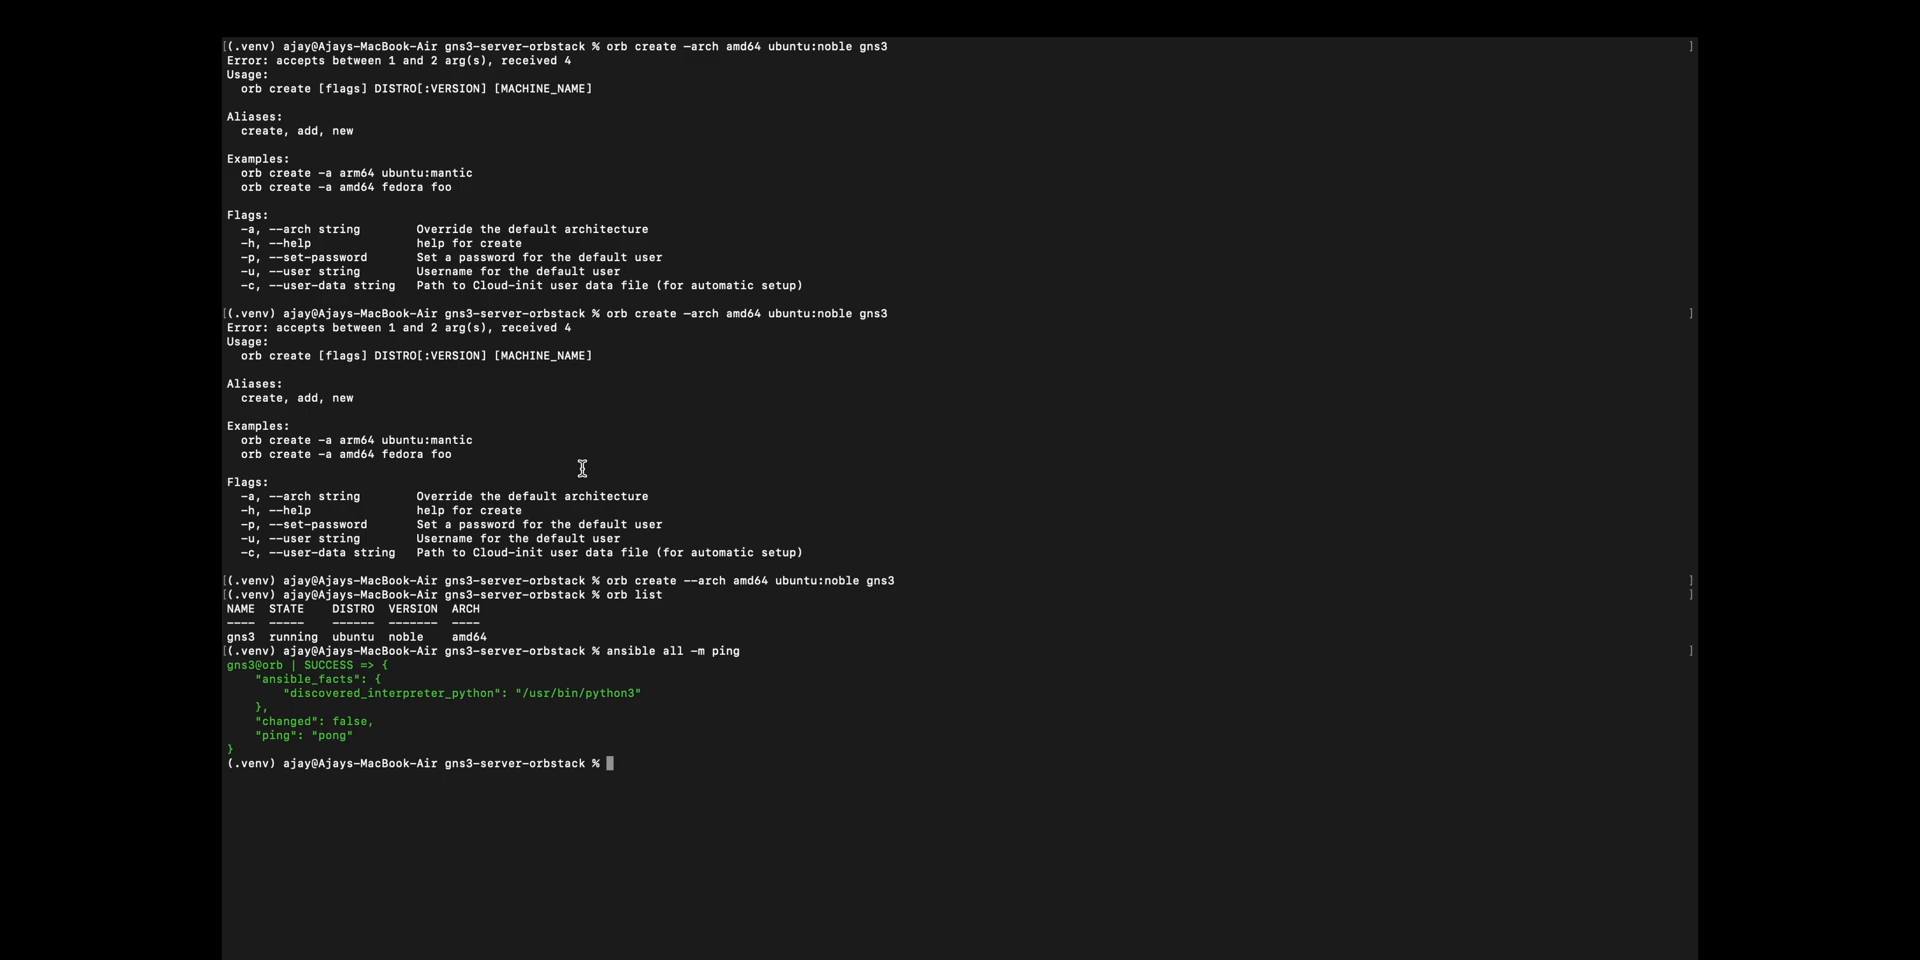 [(.venv) ajay@Ajays-MacBook-Air gns3-server-orbstack % orb create —arch amd64 ubuntu:noble gns3 ]
Error: accepts between 1 and 2 arg(s), received 4
Usage:
  orb create [flags] DISTRO[:VERSION] [MACHINE_NAME]

Aliases:
  create, add, new

Examples:
  orb create -a arm64 ubuntu:mantic
  orb create -a amd64 fedora foo

Flags:
  -a, --arch string        Override the default architecture
  -h, --help               help for create
  -p, --set-password       Set a password for the default user
  -u, --user string        Username for the default user
  -c, --user-data string   Path to Cloud-init user data file (for automatic setup)

[(.venv) ajay@Ajays-MacBook-Air gns3-server-orbstack % orb create —arch amd64 ubuntu:noble gns3 ]
Error: accepts between 1 and 2 arg(s), received 4
Usage:
  orb create [flags] DISTRO[:VERSION] [MACHINE_NAME]

Aliases:
  create, add, new

Examples:
  orb create -a arm64 ubuntu:mantic
  orb create -a amd64 fedora foo

Flags:
  -a, --arch string        Override the default architecture
  -h, --help               help for create
  -p, --set-password       Set a password for the default user
  -u, --user string        Username for the default user
  -c, --user-data string   Path to Cloud-init user data file (for automatic setup)

[(.venv) ajay@Ajays-MacBook-Air gns3-server-orbstack % orb create --arch amd64 ubuntu:noble gns3 ]
[(.venv) ajay@Ajays-MacBook-Air gns3-server-orbstack % orb list ]
NAME  STATE    DISTRO  VERSION  ARCH
----  -----    ------  -------  ----
gns3  running  ubuntu  noble    amd64
[(.venv) ajay@Ajays-MacBook-Air gns3-server-orbstack % ansible all -m ping ]
gns3@orb | SUCCESS => {
    "ansible_facts": {
        "discovered_interpreter_python": "/usr/bin/python3"
    },
    "changed": false,
    "ping": "pong"
}
(.venv) ajay@Ajays-MacBook-Air gns3-server-orbstack %